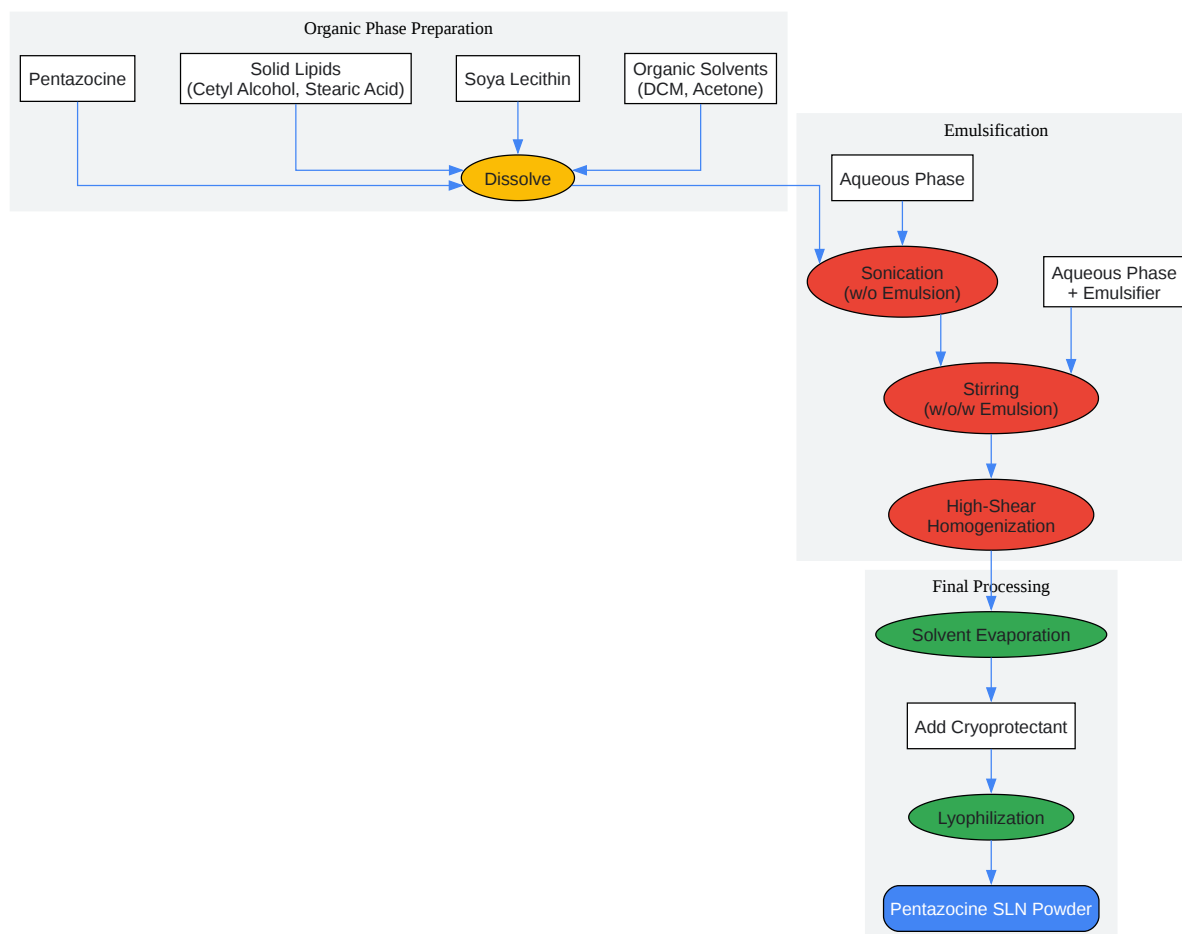 Organic Phase Preparation
Pentazocine
Solid Lipids
(Cetyl Alcohol, Stearic Acid)
Soya Lecithin
Organic Solvents
(DCM, Acetone)
Dissolve
Emulsification
Aqueous Phase
Sonication
(w/o Emulsion)
Aqueous Phase
+ Emulsifier
Stirring
(w/o/w Emulsion)
High-Shear
Homogenization
Final Processing
Solvent Evaporation
Add Cryoprotectant
Lyophilization
Pentazocine SLN Powder